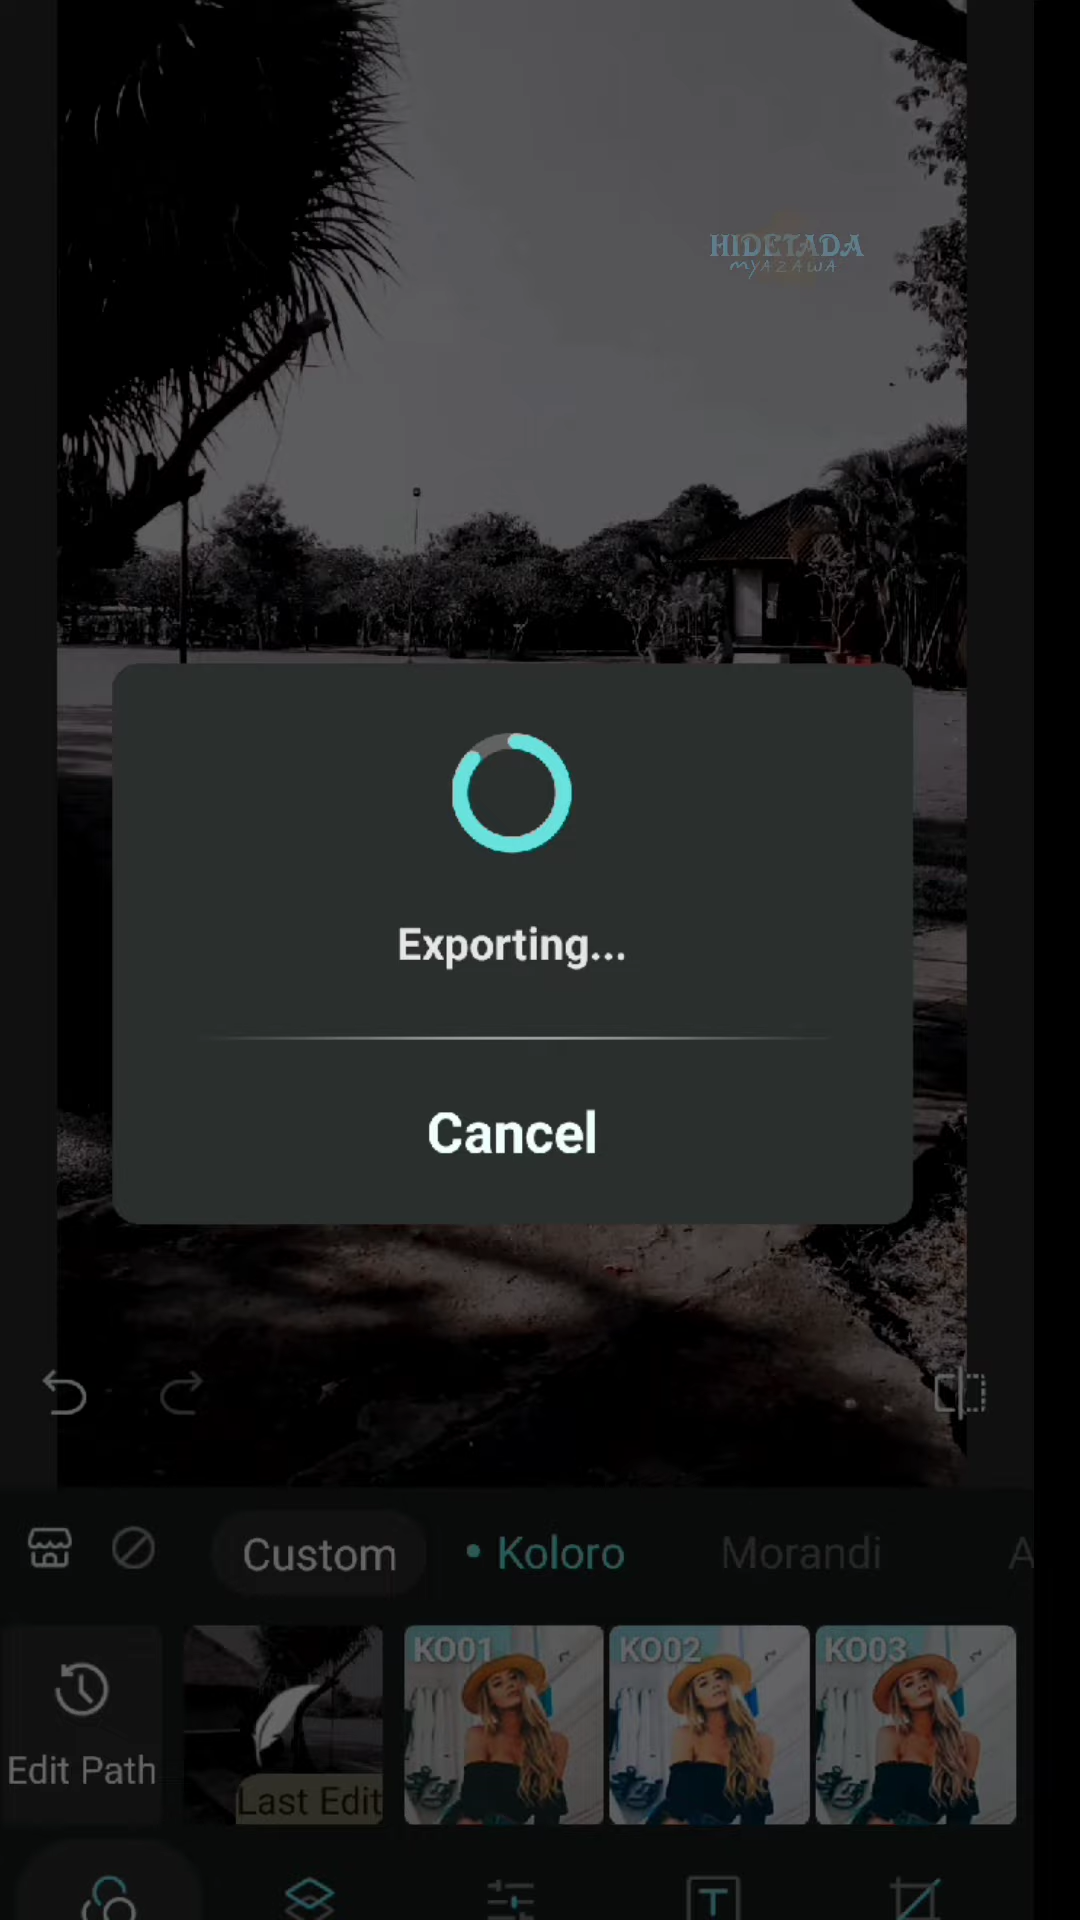 HIDETADA
MYAZAWA
Exporting...
Cancel
Custom
Koloro
Morandi
A
KO01
KO02
KO03
Edit Path
Last Edit
T